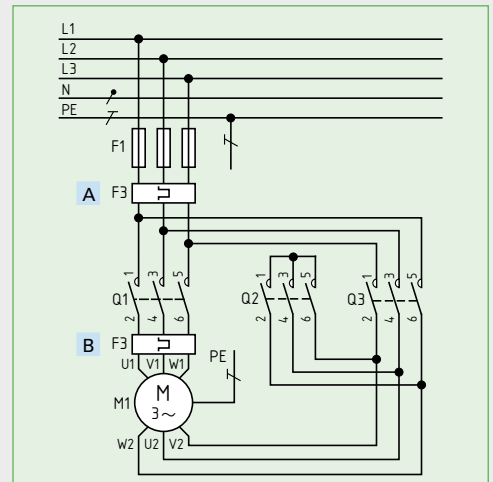 L1
L2
L3
N
PE
F1
A F3
1 3 5
Q1
2 4 6
1 3 5
Q2
2 4 6
1 3 5
Q3
2 4 6
B F3
U1 V1 W1
PE
M1
M
3~
W2 U2 V2